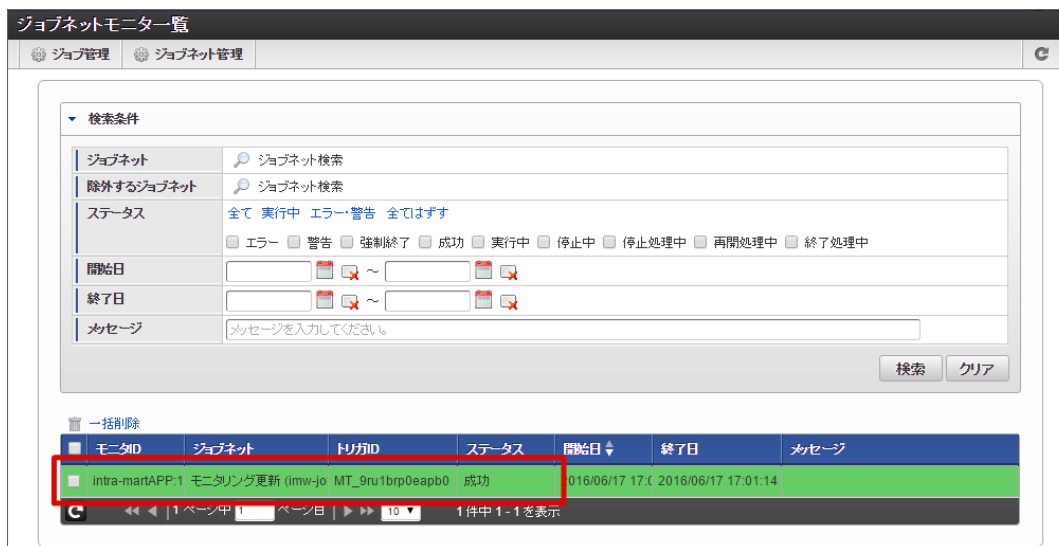 ジョブネットモニター覧
ジョブ管理 ジョブネット管理
検索条件
ジョブネット ジョブネット検索
除外するジョブネット ジョブネット検索
ステータス 全て 実行中 エラー・警告 全てはずす
エラー 警告 強制終了 成功 実行中 停止中 停止処理中 再開処理中 終了処理中
開始日 ～
終了日 ～
メッセージ メッセージを入力してください。
検索 クリア
一括削除
モニタID ジョブネット トリガID ステータス 開始日 終了日 メッセージ
intra-martAPP:1 モニタリング更新 (imw-jo MT_9ru1brp0eapb0 成功 2016/06/17 17:0 2016/06/17 17:01:14
1 ページ中 1 ページ目 10 1 件中 1 - 1 を表示